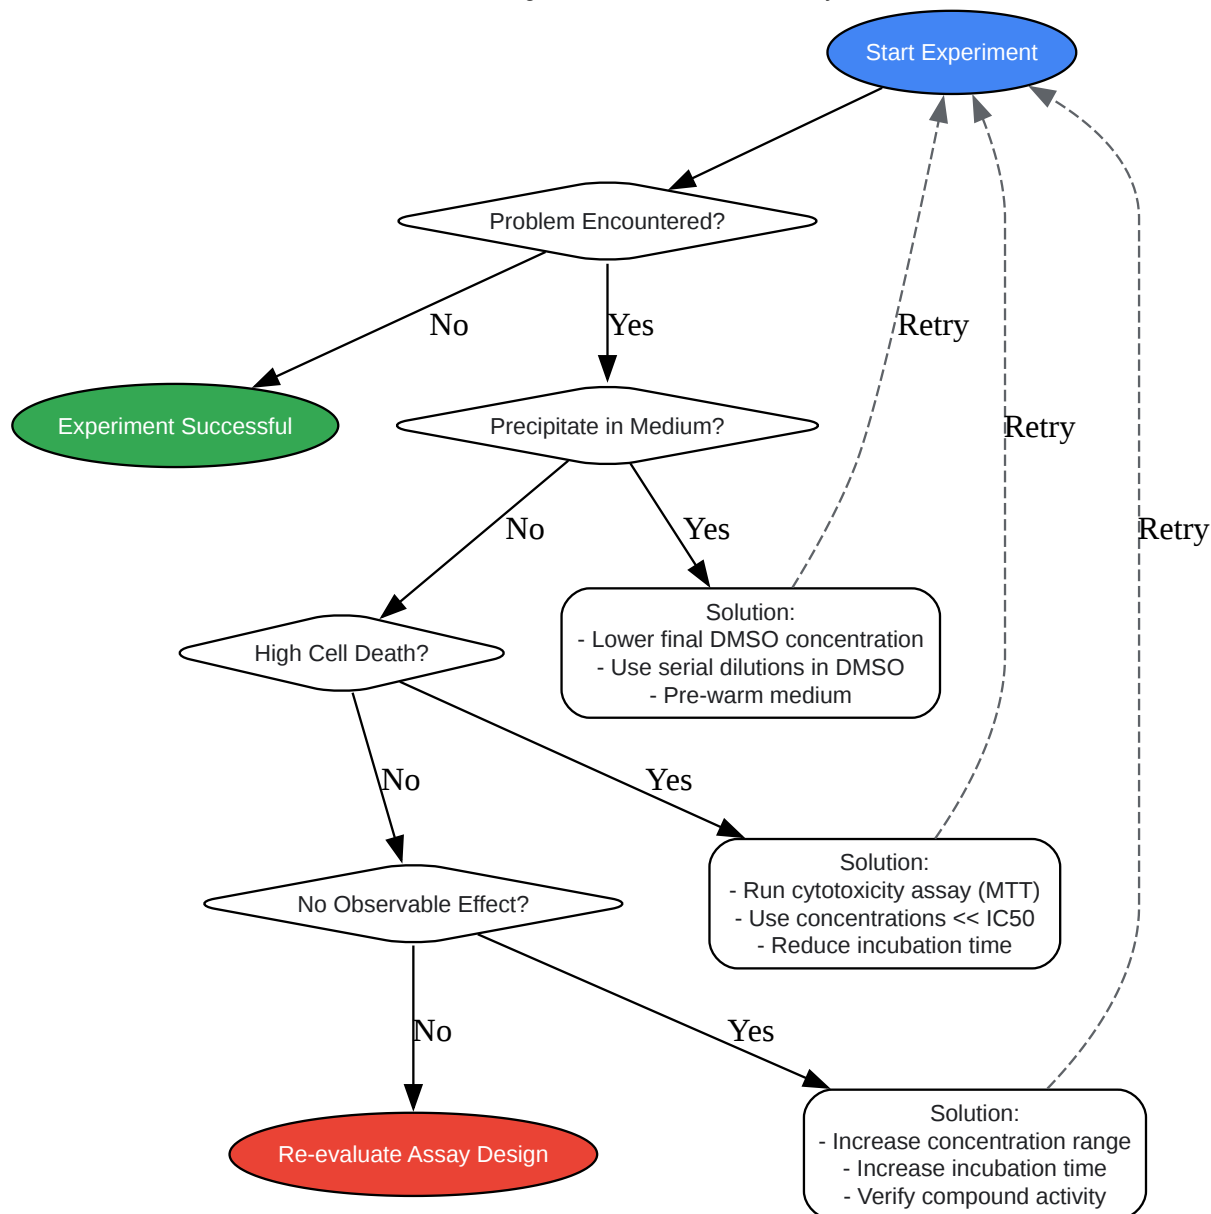 Start Experiment
Problem Encountered?
No
Yes
Retry
Experiment Successful
Precipitate in Medium?
Retry
No
Yes
Retry
Solution:
- Lower final DMSO concentration
- Use serial dilutions in DMSO
- Pre-warm medium
High Cell Death?
No
Yes
Solution:
- Run cytotoxicity assay (MTT)
- Use concentrations << IC50
- Reduce incubation time
No Observable Effect?
No
Yes
Solution:
- Increase concentration range
- Increase incubation time
- Verify compound activity
Re-evaluate Assay Design